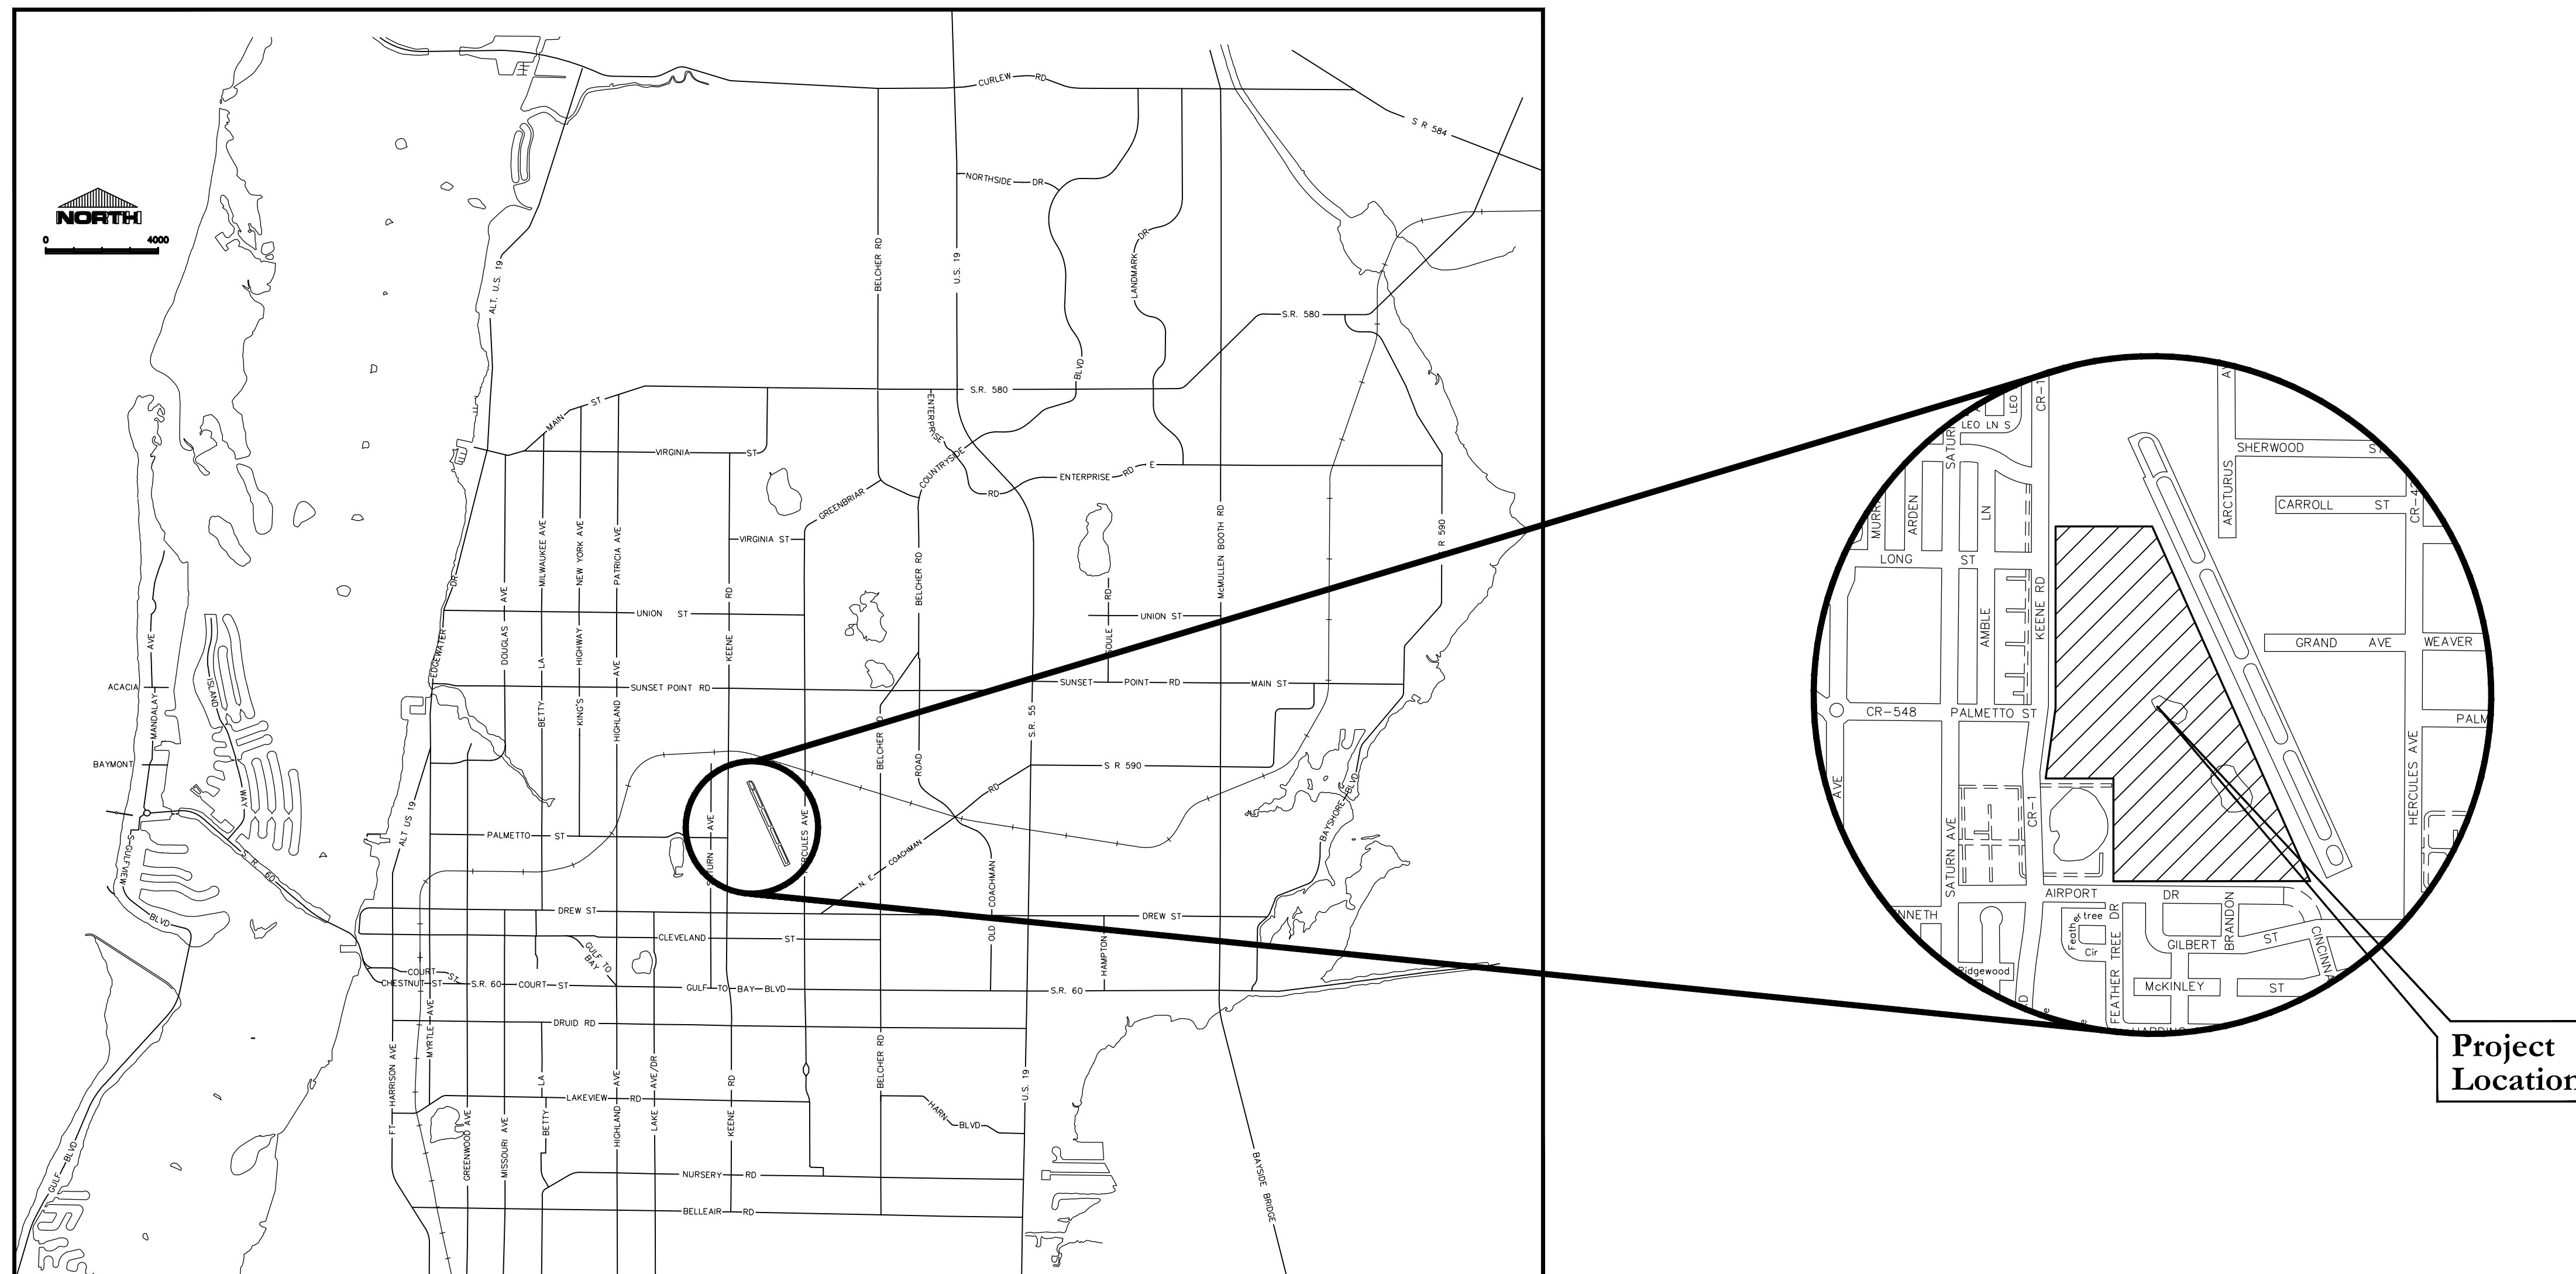 CURLEW RD
S R 584
NORTHSIDE DR
NORTH
0 4000
BELCHER RD
U.S. 19
LANDMARK DR
ALT. U.S. 19
S.R. 580
S.R. 580
BLVD
MAIN ST
ENTERPRISE
VIRGINIA ST
COUNTRYSIDE
ENTERPRISE RD E
RD
GREENBRIAR
VIRGINIA ST
BELCHER RD
McMULLEN BOOTH RD
S R 590
EDGEWATER DR
DOUGLAS AVE
MILWAUKEE AVE
NEW YORK AVE
PATRICIA AVE
KEENE RD
UNION ST
UNION ST
SOULE RD
BETTY LA
KING'S HIGHWAY
HIGHLAND AVE
SUNSET POINT RD
SUNSET POINT RD
MAIN ST
ACACIA
MANDALAY AVE
ISLAND WAY
BAYMONT
S.R. 55
BELCHER RD
ROAD
S R 590
N. E. COACHMAN RD
BAYSHORE BLVD
ALT US 19
PALMETTO ST
SATURN AVE
HERCULES AVE
S GULFVIEW BLVD
S R 60
DREW ST
DREW ST
OLD COACHMAN
CLEVELAND ST
GULF TO BAY
HAMPTON
COURT ST
CHESTNUT ST
S.R. 60
COURT ST
GULF TO BAY BLVD
S.R. 60
MYRTLE AVE
DRUID RD
FT HARRISON AVE
BETTY LA
HIGHLAND AVE
LAKE AVE/DR
KEENE RD
BELCHER RD
U.S. 19
LAKEVIEW RD
HARN BLVD
GREENWOOD AVE
MISSOURI AVE
GULF BLVD
NURSERY RD
BELLEAIR RD
BAYSIDE BRIDGE
LEO
CR-1
LEO LN S
SATURN
SHERWOOD ST
ARCTURUS
ARDEN
LN
CARROLL ST
LONG ST
KEENE RD
AMBLE
GRAND AVE
WEAVER
CR-548
PALMETTO ST
HERCULES AVE
AVE
CR-1
SATURN AVE
AIRPORT DR
Feather tree
Cir
FEATHER TREE DR
BRANDON
GILBERT ST
Ridgewood
McKINLEY ST
Project
Location